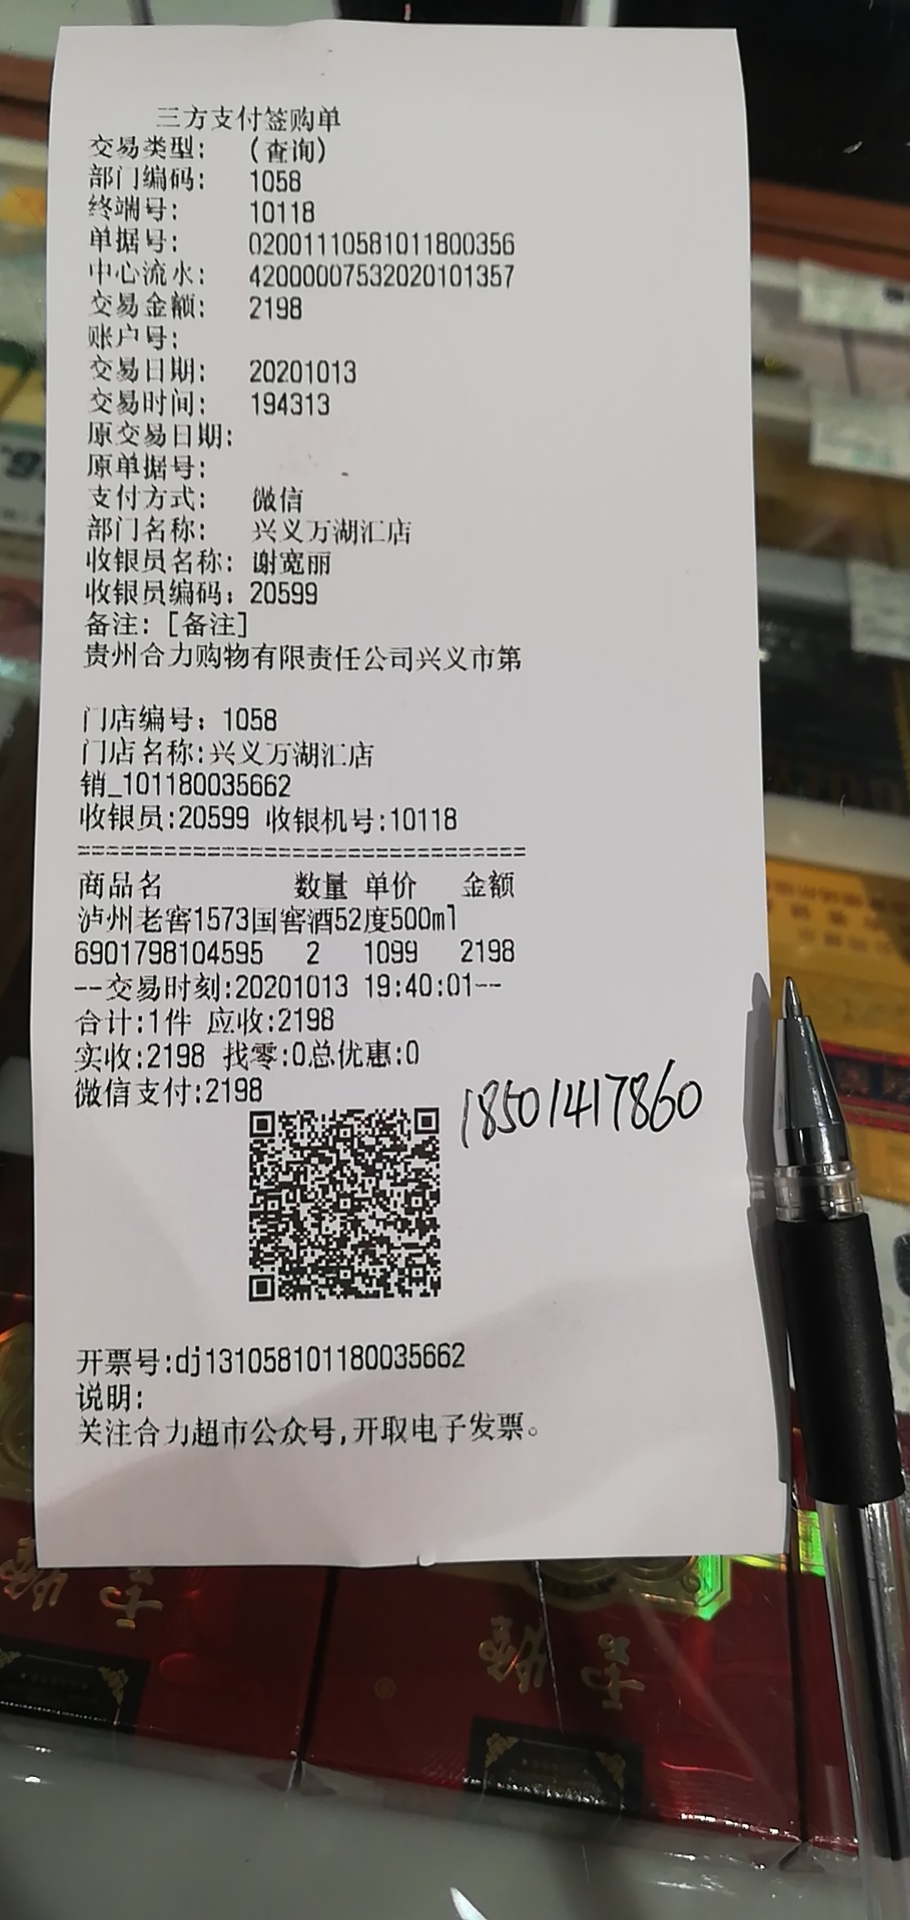 三方支付签购单
交易类型: (查询)
部门编码: 1058
终端号: 10118
单据号: 02001110581011800356
中心流水: 42000007532020101357
交易金额: 2198
账户号:
交易日期: 20201013
交易时间: 194313
原交易日期:
原单据号:
支付方式: 微信
部门名称: 兴义万湖汇店
收银员名称: 谢宽丽
收银员编码: 20599
备注: [备注]
贵州合力购物有限责任公司兴义市第
门店编号: 1058
门店名称:兴义万湖汇店
销_101180035662
收银员:20599 收银机号:10118
================================
商品名 数量 单价 金额
泸州老窖1573国窖酒52度500ml
6901798104595 2 1099 2198
--交易时刻:20201013 19:40:01--
合计:1件 应收:2198
实收:2198 找零:0总优惠:0
微信支付:2198
18501417860
开票号:dj131058101180035662
说明:
关注合力超市公众号,开取电子发票。